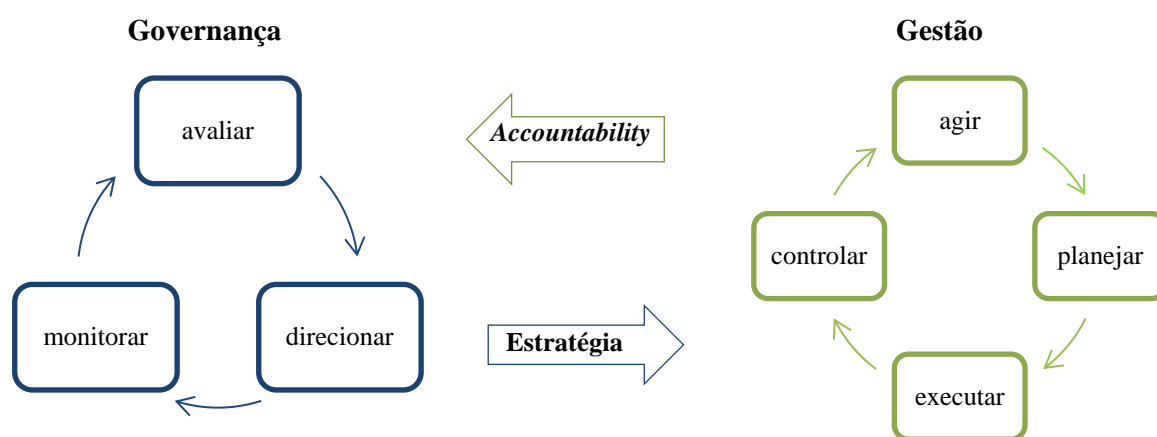 Governança
Gestão
avaliar
Accountability
agir
controlar
planejar
monitorar
direcionar
Estratégia
executar